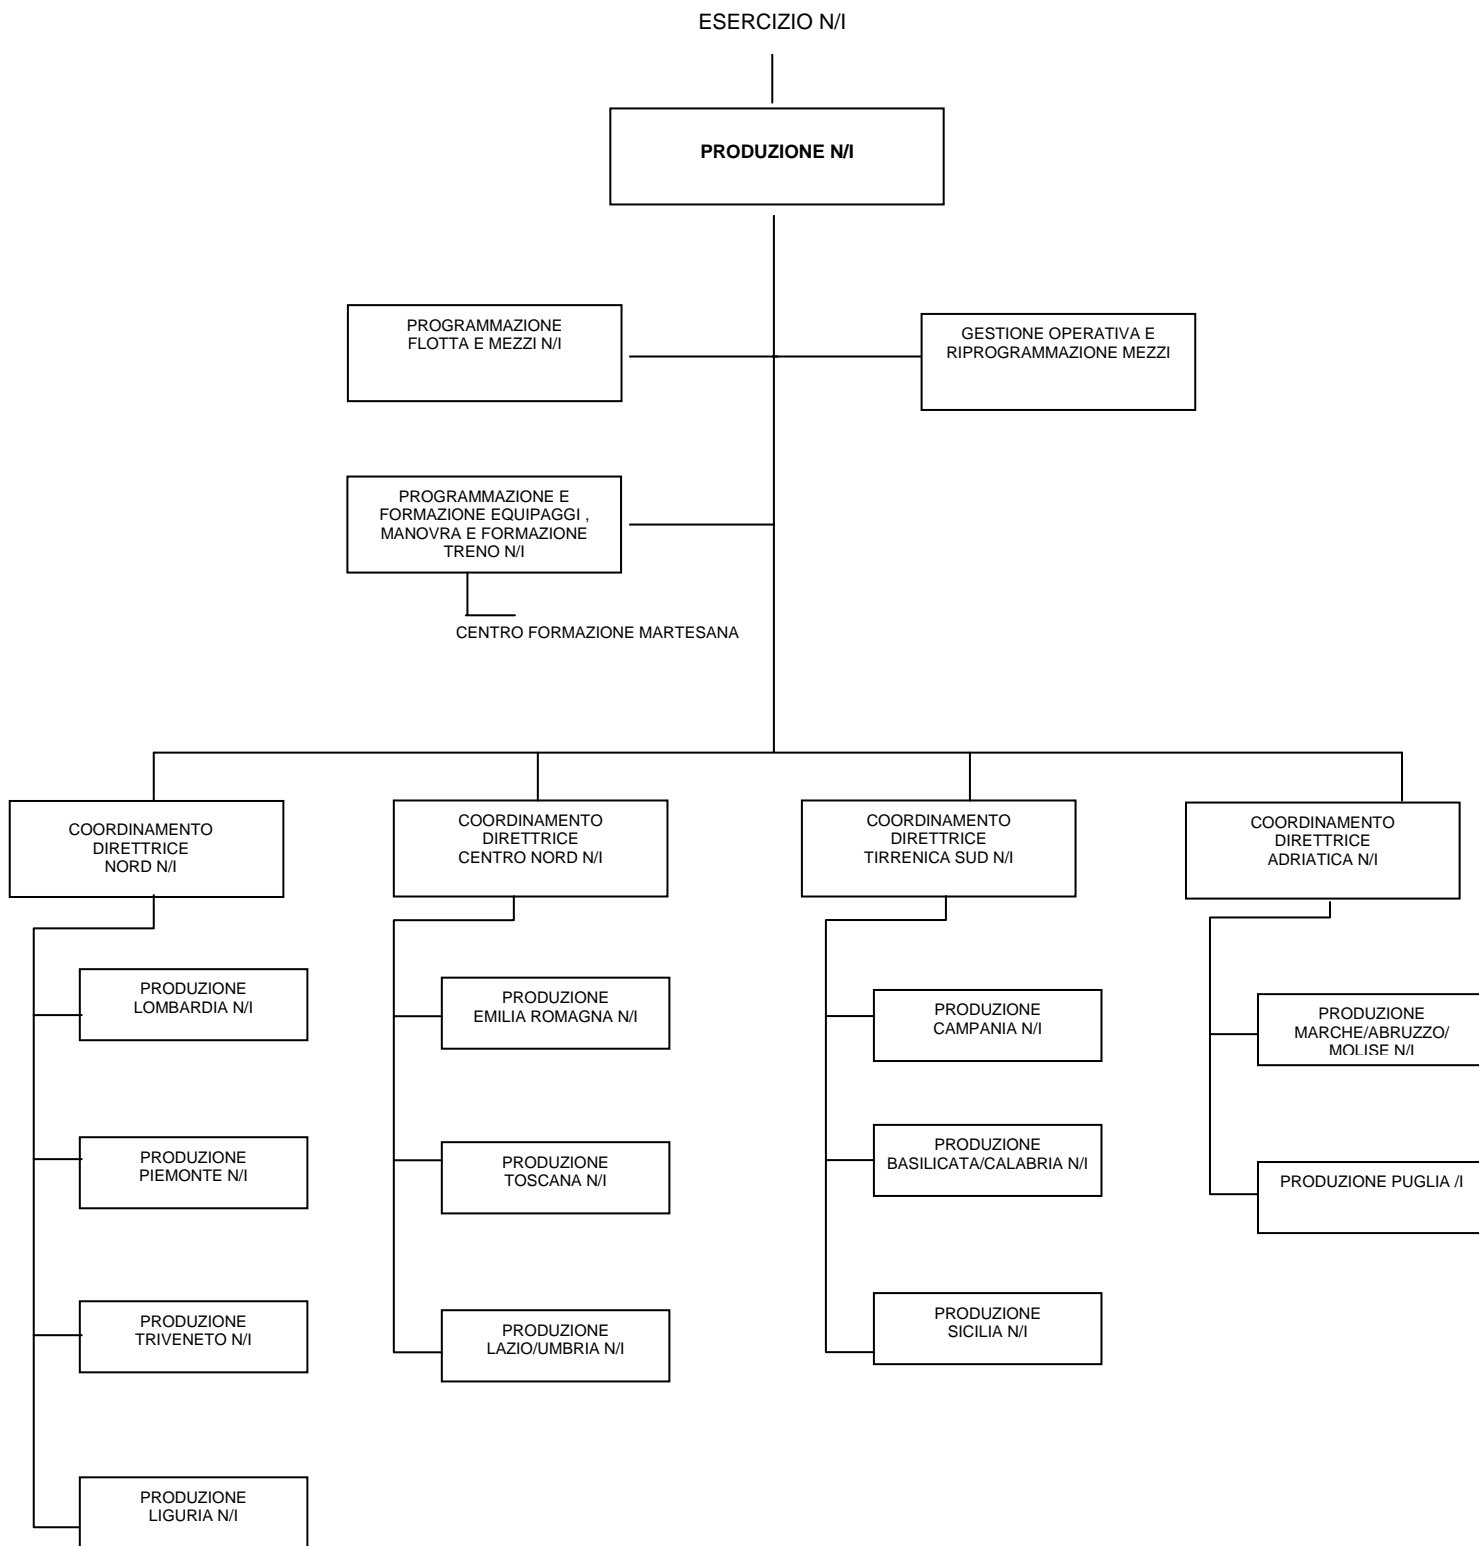 ESERCIZIO N/I
PRODUZIONE N/I
PROGRAMMAZIONE
FLOTTA E MEZZI N/I
GESTIONE OPERATIVA E
RIPROGRAMMAZIONE MEZZI
PROGRAMMAZIONE E
FORMAZIONE EQUIPAGGI ,
MANOVRA E FORMAZIONE
TRENO N/I
CENTRO FORMAZIONE MARTESANA
COORDINAMENTO
DIRETTRICE
NORD N/I
COORDINAMENTO
DIRETTRICE
CENTRO NORD N/I
COORDINAMENTO
DIRETTRICE
TIRRENICA SUD N/I
COORDINAMENTO
DIRETTRICE
ADRIATICA N/I
PRODUZIONE
LOMBARDIA N/I
PRODUZIONE
EMILIA ROMAGNA N/I
PRODUZIONE
CAMPANIA N/I
PRODUZIONE
MARCHE/ABRUZZO/
MOLISE N/I
PRODUZIONE
PIEMONTE N/I
PRODUZIONE
TOSCANA N/I
PRODUZIONE
BASILICATA/CALABRIA N/I
PRODUZIONE PUGLIA /I
PRODUZIONE
TRIVENETO N/I
PRODUZIONE
LAZIO/UMBRIA N/I
PRODUZIONE
SICILIA N/I
PRODUZIONE
LIGURIA N/I